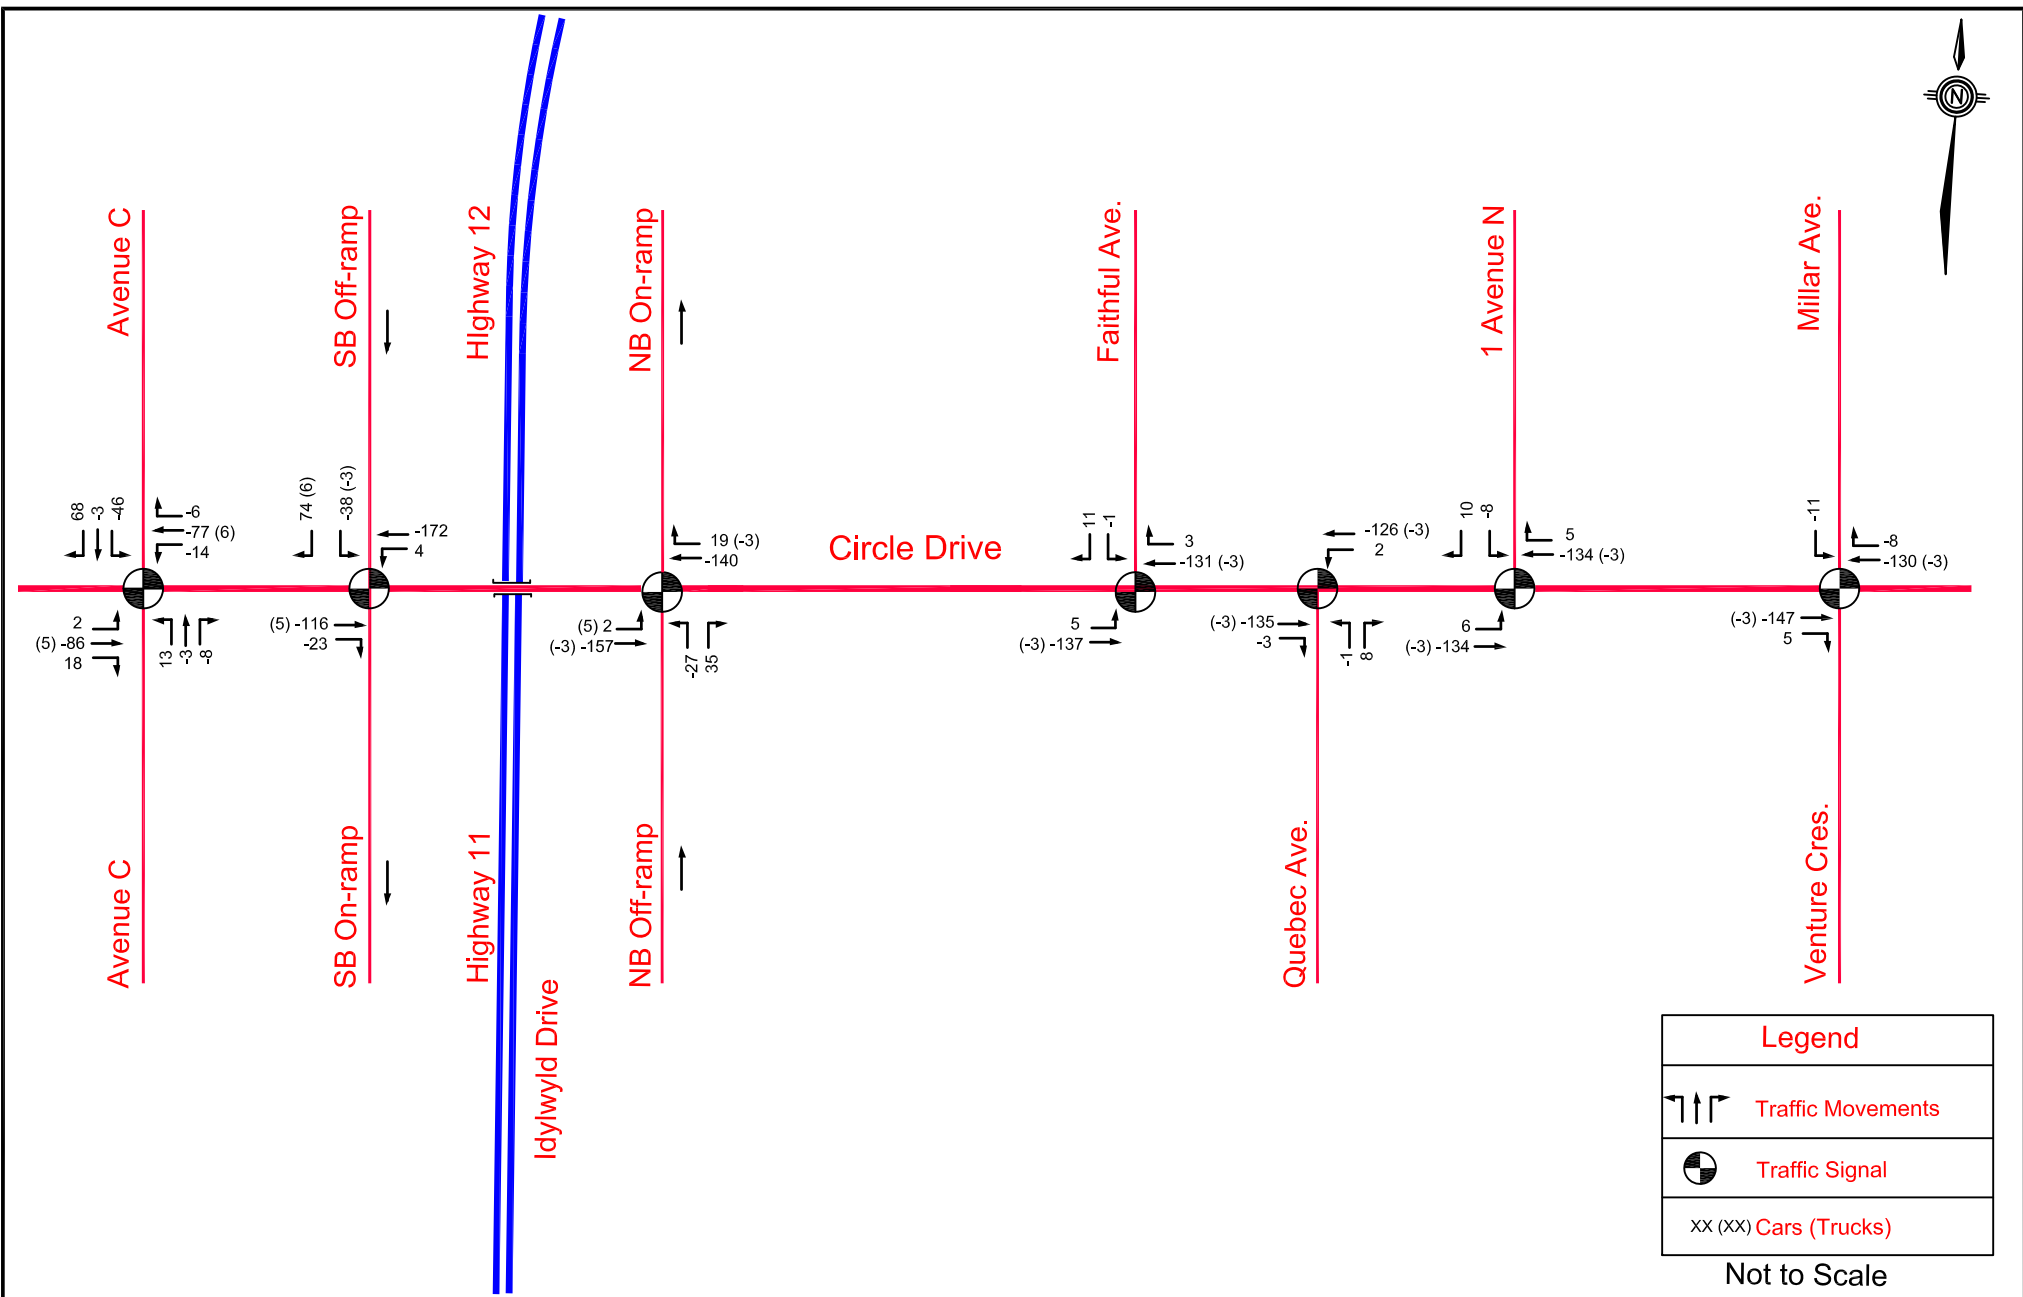 N
Avenue C
SB Off-ramp
HIghway 12
NB On-ramp
Faithful Ave.
1 Avenue N
Millar Ave.
68
-3
-46
-6
-77 (6)
-14
74 (6)
-38 (-3)
-172
4
19 (-3)
-140
Circle Drive
11
-1
3
-131 (-3)
-126 (-3)
2
10
-8
5
-134 (-3)
-11
-8
-130 (-3)
2
(5) -86
18
13
-3
-8
(5) -116
-23
(5) 2
(-3) -157
-27
35
5
(-3) -137
(-3) -135
-3
-1
8
6
(-3) -134
(-3) -147
5
Avenue C
SB On-ramp
Highway 11
NB Off-ramp
Quebec Ave.
Venture Cres.
Idylwyld Drive
Legend
Traffic Movements
Traffic Signal
XX (XX) Cars (Trucks)
Not to Scale